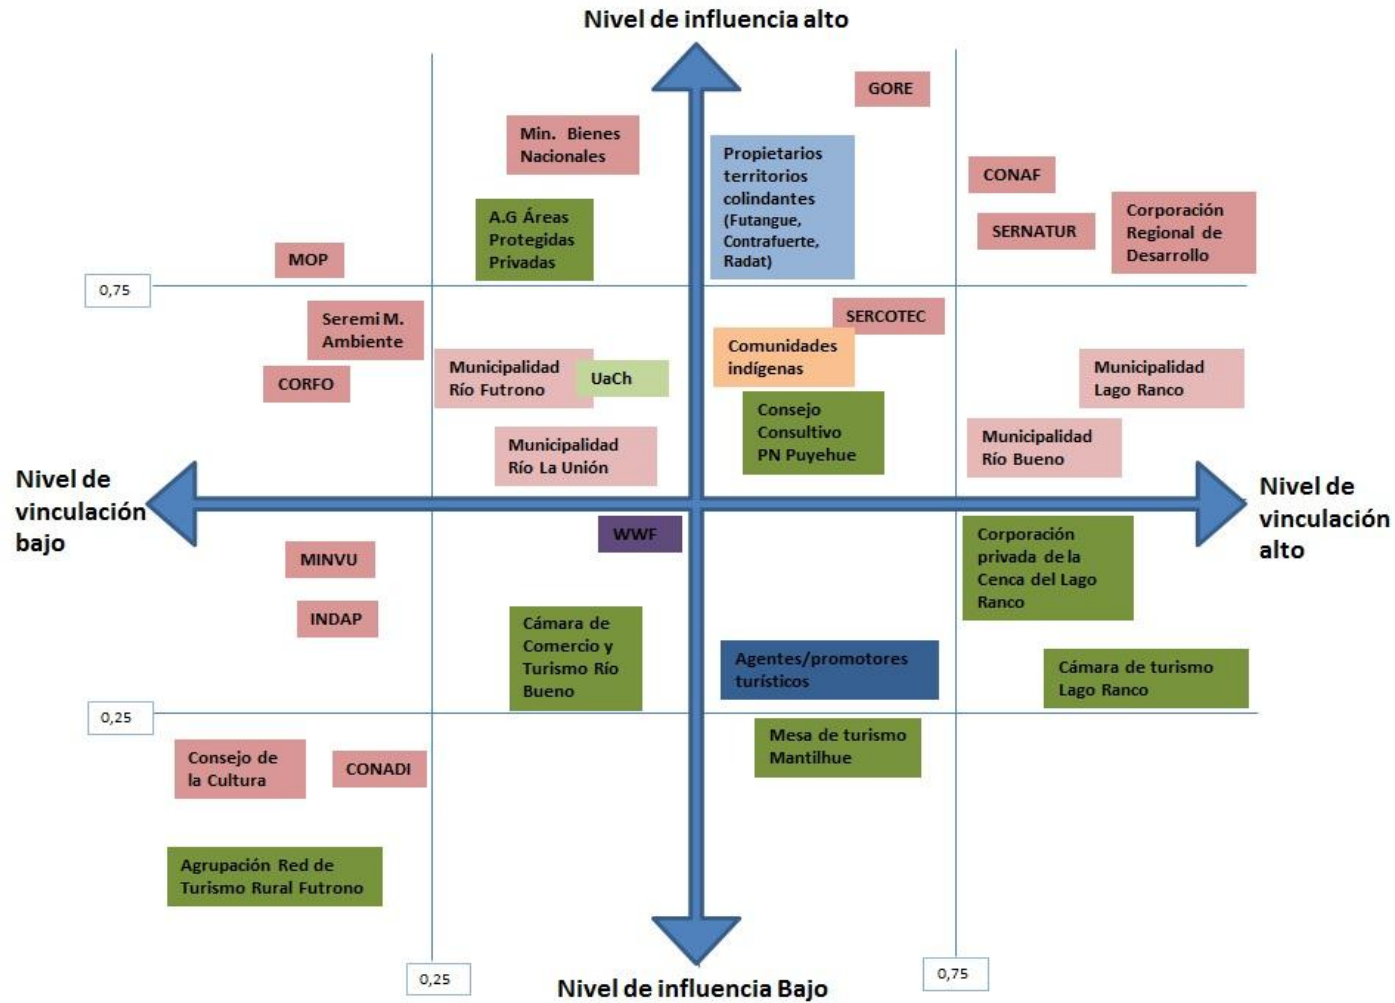 Nivel de influencia alto
GORE
Min. Bienes
Nacionales
Propietarios
territorios
colindantes
(Futangue,
Contrafuerte,
Radat)
CONAF
A.G Áreas
Protegidas
Privadas
SERNATUR
Corporación
Regional de
Desarrollo
MOP
0,75
Seremi M.
Ambiente
SERCOTEC
CORFO
Municipalidad
Río Futrono
UaCh
Comunidades
indígenas
Municipalidad
Lago Ranco
Consejo
Consultivo
PN Puyehue
Municipalidad
Río La Unión
Municipalidad
Río Bueno
Nivel de
vinculación
bajo
Nivel de
vinculación
alto
WWF
MINVU
Corporación
privada de la
Cenca del Lago
Ranco
INDAP
Cámara de
Comercio y
Turismo Río
Bueno
Agentes/promotores
turísticos
Cámara de turismo
Lago Ranco
0,25
Mesa de turismo
Mantilhue
Consejo de
la Cultura
CONADI
Agrupación Red de
Turismo Rural Futrono
0,25
0,75
Nivel de influencia Bajo